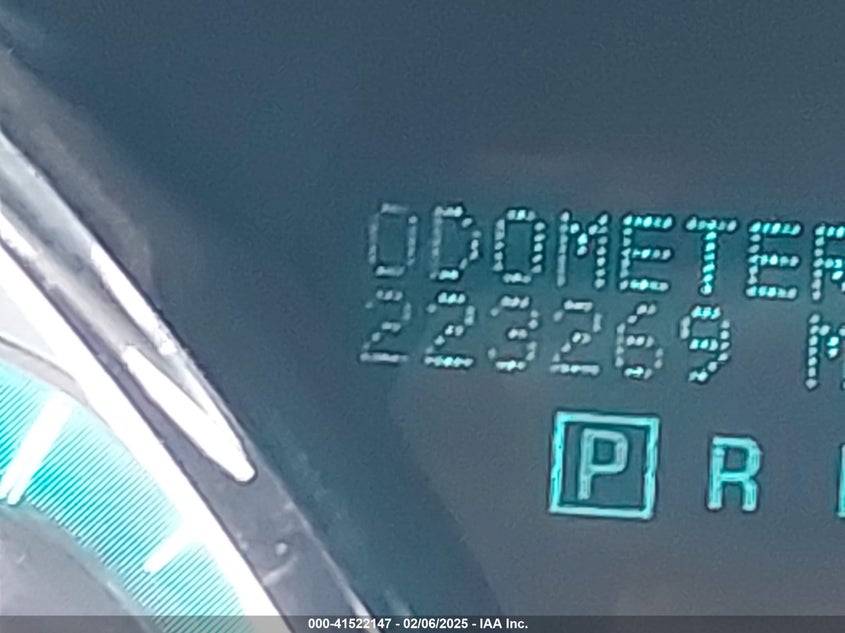 ODOMETER
223269 M
P R
000-41522147 - 02/06/2025 - IAA Inc.